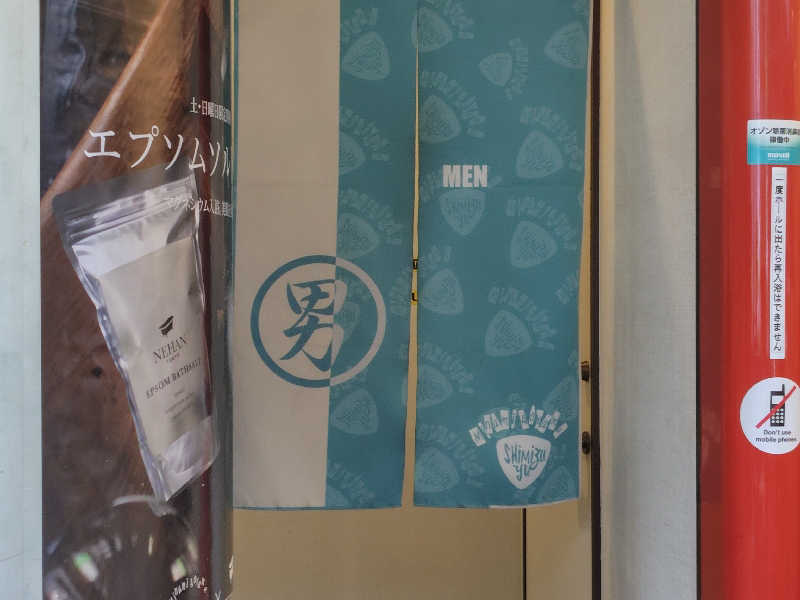 土・日曜日限定
エプソムソル
マグネシウム入浴
NEHAN
TOKYO
EPSOM BATHSALT
男
MEN
SHIMIZU
YU
オゾン除菌消臭
稼働中
maxell
一度ホールに出たら再入浴はできません
Don't use
mobile phones